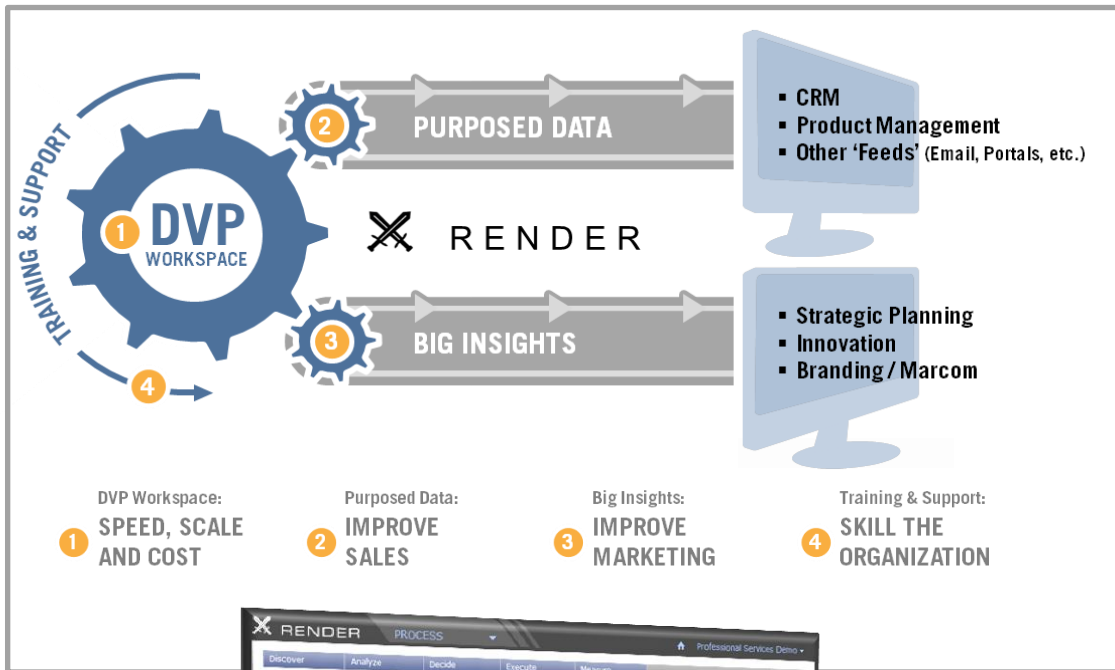 TRAINING & SUPPORT
1
DVP
WORKSPACE
2
PURPOSED DATA
▪ CRM
▪ Product Management
▪ Other ‘Feeds’ (Email, Portals, etc.)
RENDER
3
BIG INSIGHTS
▪ Strategic Planning
▪ Innovation
▪ Branding / Marcom
4
DVP Workspace:
1 SPEED, SCALE
AND COST
Purposed Data:
2 IMPROVE
SALES
Big Insights:
3 IMPROVE
MARKETING
Training & Support:
4 SKILL THE
ORGANIZATION
RENDER PROCESS Professional Services Demo
Discover Analyze Decide Execute Measure